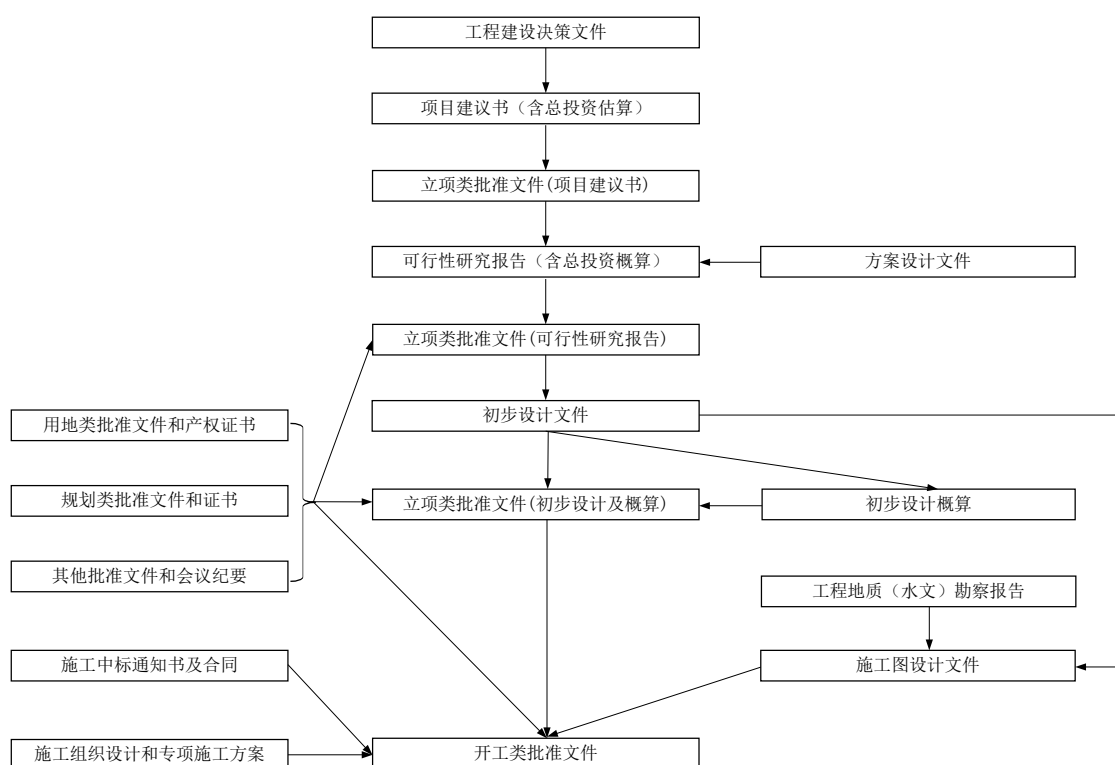 工程建设决策文件
项目建议书（含总投资估算）
立项类批准文件(项目建议书)
可行性研究报告（含总投资概算）
方案设计文件
立项类批准文件(可行性研究报告)
初步设计文件
用地类批准文件和产权证书
规划类批准文件和证书
立项类批准文件(初步设计及概算)
初步设计概算
其他批准文件和会议纪要
工程地质（水文）勘察报告
施工中标通知书及合同
施工图设计文件
施工组织设计和专项施工方案
开工类批准文件